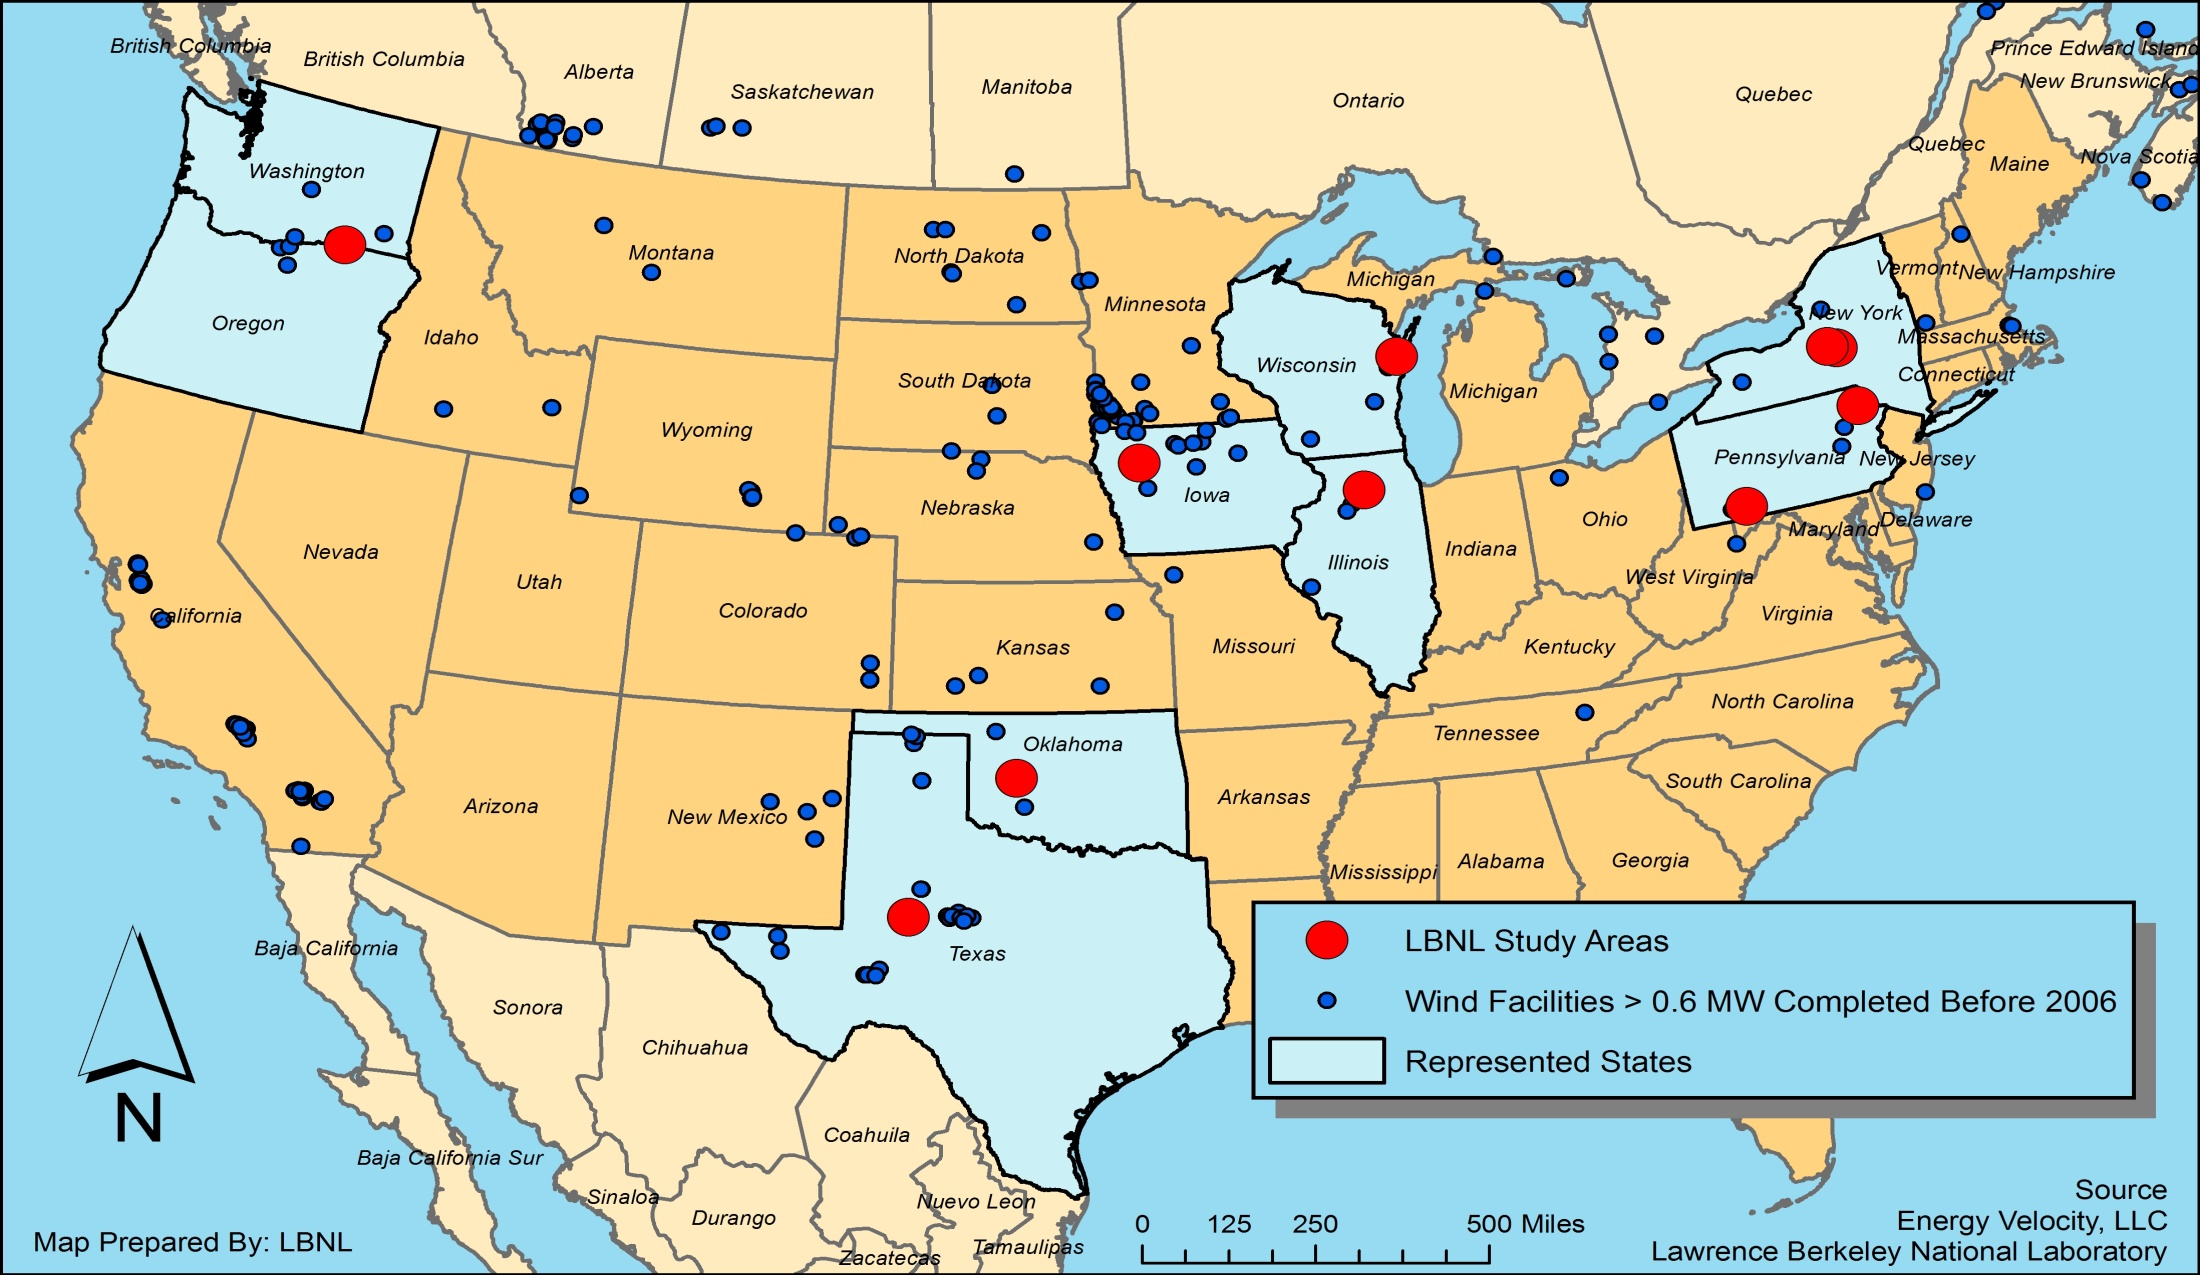 British Columbia
British Columbia
Alberta
Saskatchewan
Manitoba
Ontario
Quebec
Prince Edward Island
New Brunswick
Quebec
Maine
Nova Scotia
Washington
Montana
North Dakota
Minnesota
Michigan
Vermont
New Hampshire
New York
Massachusetts
Connecticut
Oregon
Idaho
Wisconsin
Michigan
South Dakota
Wyoming
Iowa
Pennsylvania
New Jersey
Nebraska
Ohio
Maryland
Delaware
Nevada
Utah
Colorado
Illinois
Indiana
West Virginia
Virginia
California
Kansas
Missouri
Kentucky
North Carolina
Tennessee
Oklahoma
Arizona
New Mexico
Arkansas
South Carolina
Mississippi
Alabama
Georgia
Texas
Baja California
Sonora
Chihuahua
Coahuila
Baja California Sur
Sinaloa
Durango
Nuevo Leon
Zacatecas
Tamaulipas
LBNL Study Areas
Wind Facilities > 0.6 MW Completed Before 2006
Represented States
N
Map Prepared By: LBNL
0 125 250 500 Miles
Source
Energy Velocity, LLC
Lawrence Berkeley National Laboratory